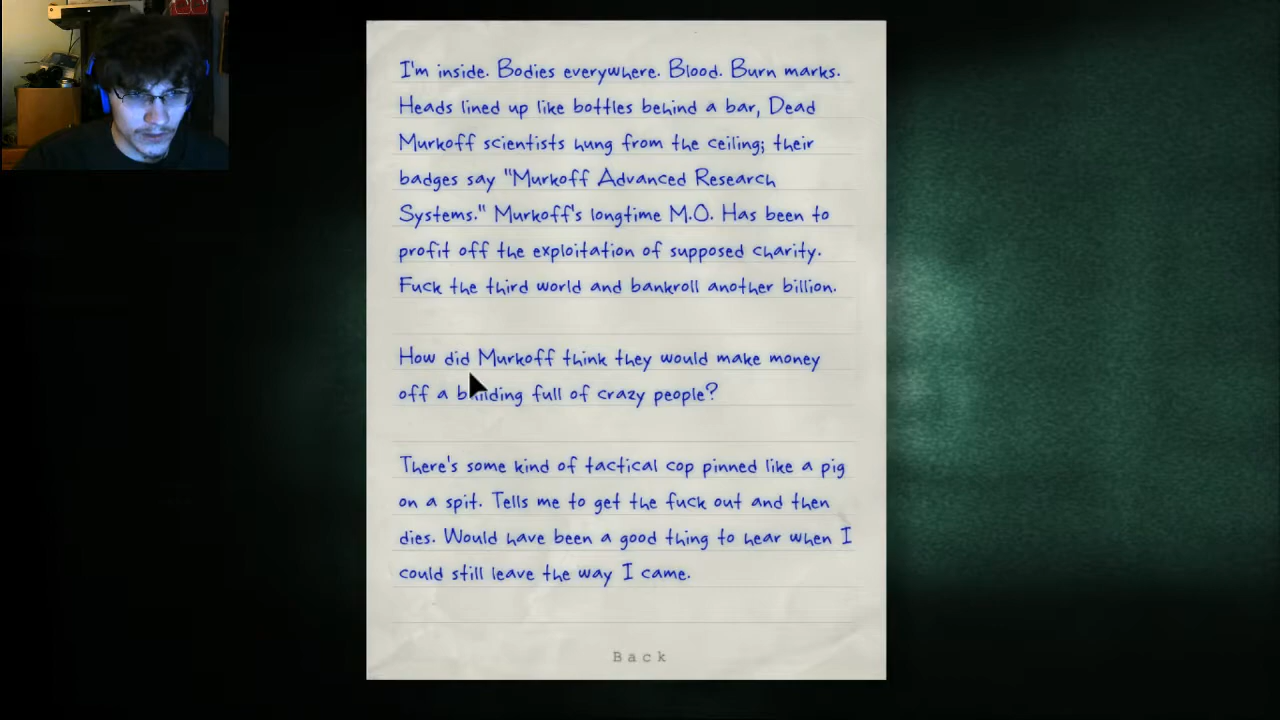 I'm inside. Bodies everywhere. Blood. Burn marks.
Heads lined up like bottles behind a bar, Dead
Murkoff scientists hung from the ceiling; their
badges say "Murkoff Advanced Research
Systems." Murkoff's longtime M.O. Has been to
profit off the exploitation of supposed charity.
Fuck the third world and bankroll another billion.
How did Murkoff think they would make money
off a building full of crazy people?
There's some kind of tactical cop pinned like a pig
on a spit. Tells me to get the fuck out and then
dies. Would have been a good thing to hear when I
could still leave the way I came.
Back